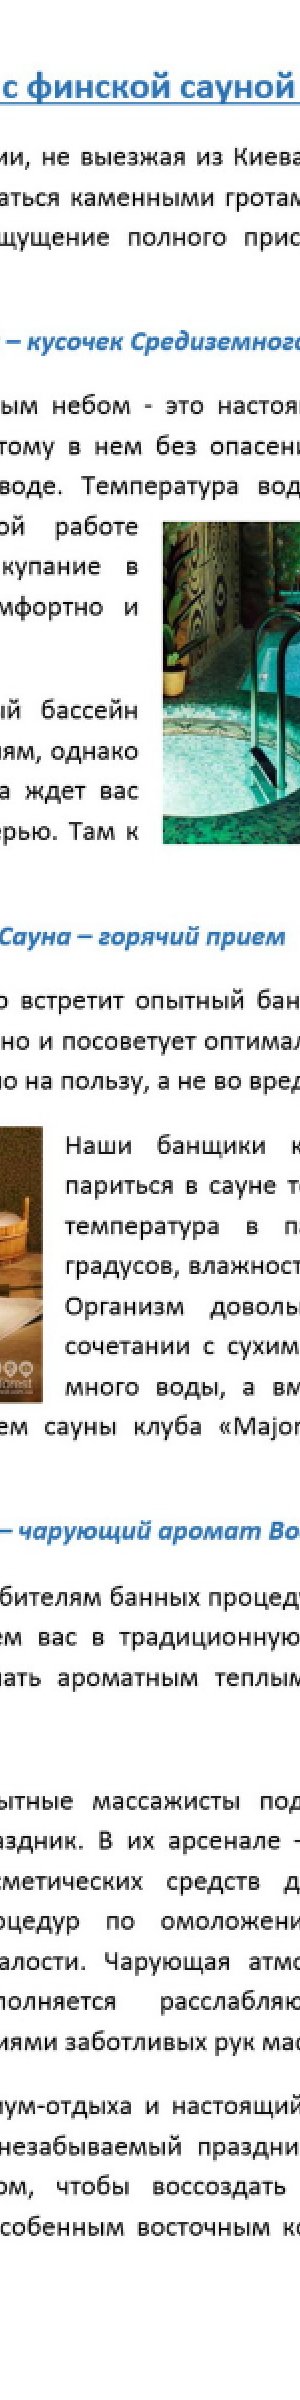 с финской сауной
ии, не выезжая из Киева
аться каменными гротам
щущение полного прис
– кусочек Средиземного
ым небом - это настоя
тому в нем без опасени
воде. Температура вод
ой работе
купание в
мфортно и
ый бассейн
ям, однако
а ждет вас
ерью. Там к
Сауна – горячий прием
о встретит опытный бан
но и посоветует оптимал
о на пользу, а не во вред
Наши банщики к
париться в сауне т
температура в па
градусов, влажност
Организм доволь
сочетании с сухим
много воды, а вм
ем сауны клуба «Major
– чарующий аромат Во
бителям банных процеду
ем вас в традиционную
ать ароматным теплым
ытные массажисты под
аздник. В их арсенале -
сметических средств д
оцедур по омоложени
алости. Чарующая атмо
полняется расслабляю
иями заботливых рук мас
ум-отдыха и настоящий
незабываемый праздни
ом, чтобы воссоздать
собенным восточным ко